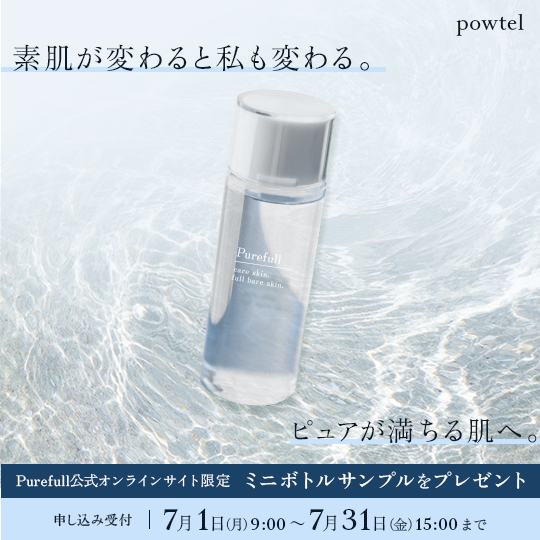 powtel
素肌が変わると私も変わる。
Purefull
care skin.
full bare skin.
ピュアが満ちる肌へ。
Purefull公式オンラインサイト限定 ミニボトルサンプルをプレゼント
申し込み受付 | 7月1日(月)9:00〜7月31日(金)15:00まで